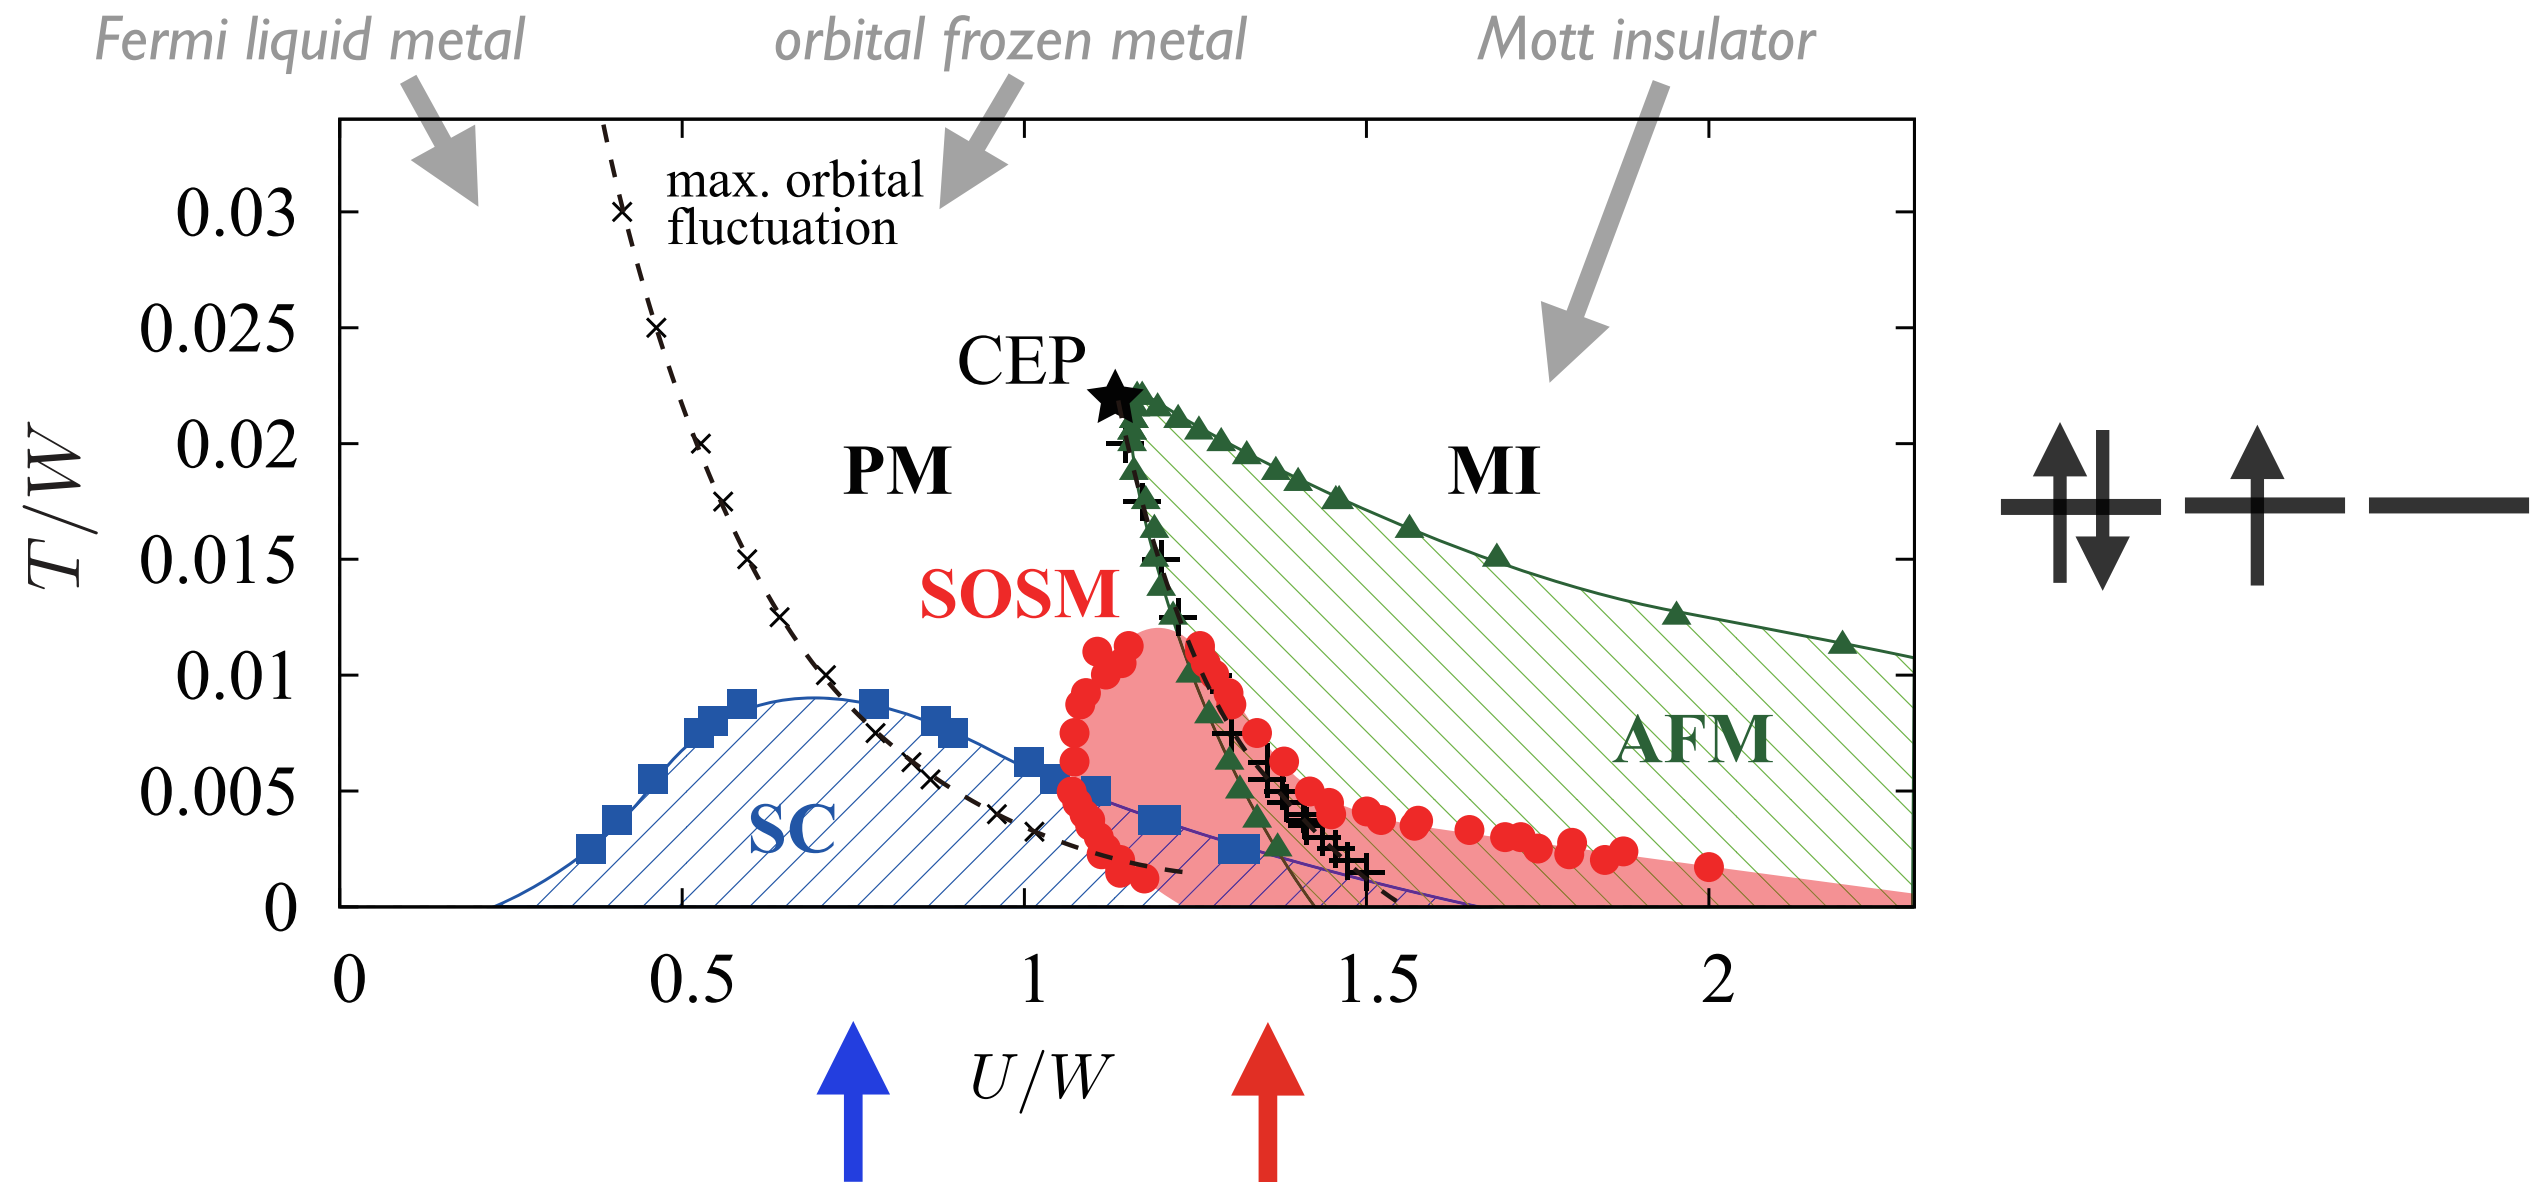 Fermi liquid metal
orbital frozen metal
Mott insulator
max. orbital
fluctuation
0.03
0.025
0.02
0.015
0.01
0.005
0
T/W
CEP
PM
MI
SOSM
AFM
SC
0
0.5
1
1.5
2
U/W